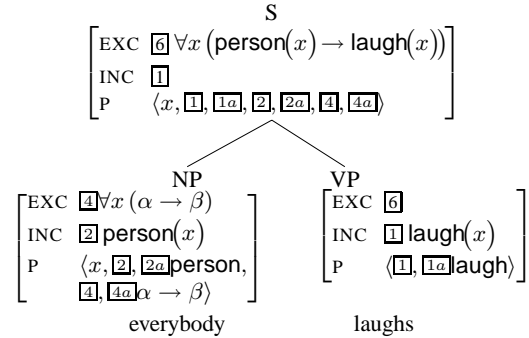 S
EXC [6] ∀x (person(x) → laugh(x))
INC [1]
P ⟨x, [1], [1a], [2], [2a], [4], [4a]⟩
NP VP
EXC [4]∀x (α → β) EXC [6]
INC [2] person(x) INC [1] laugh(x)
P ⟨x, [2], [2a]person, P ⟨[1], [1a]laugh⟩
[4], [4a]α → β⟩
everybody laughs